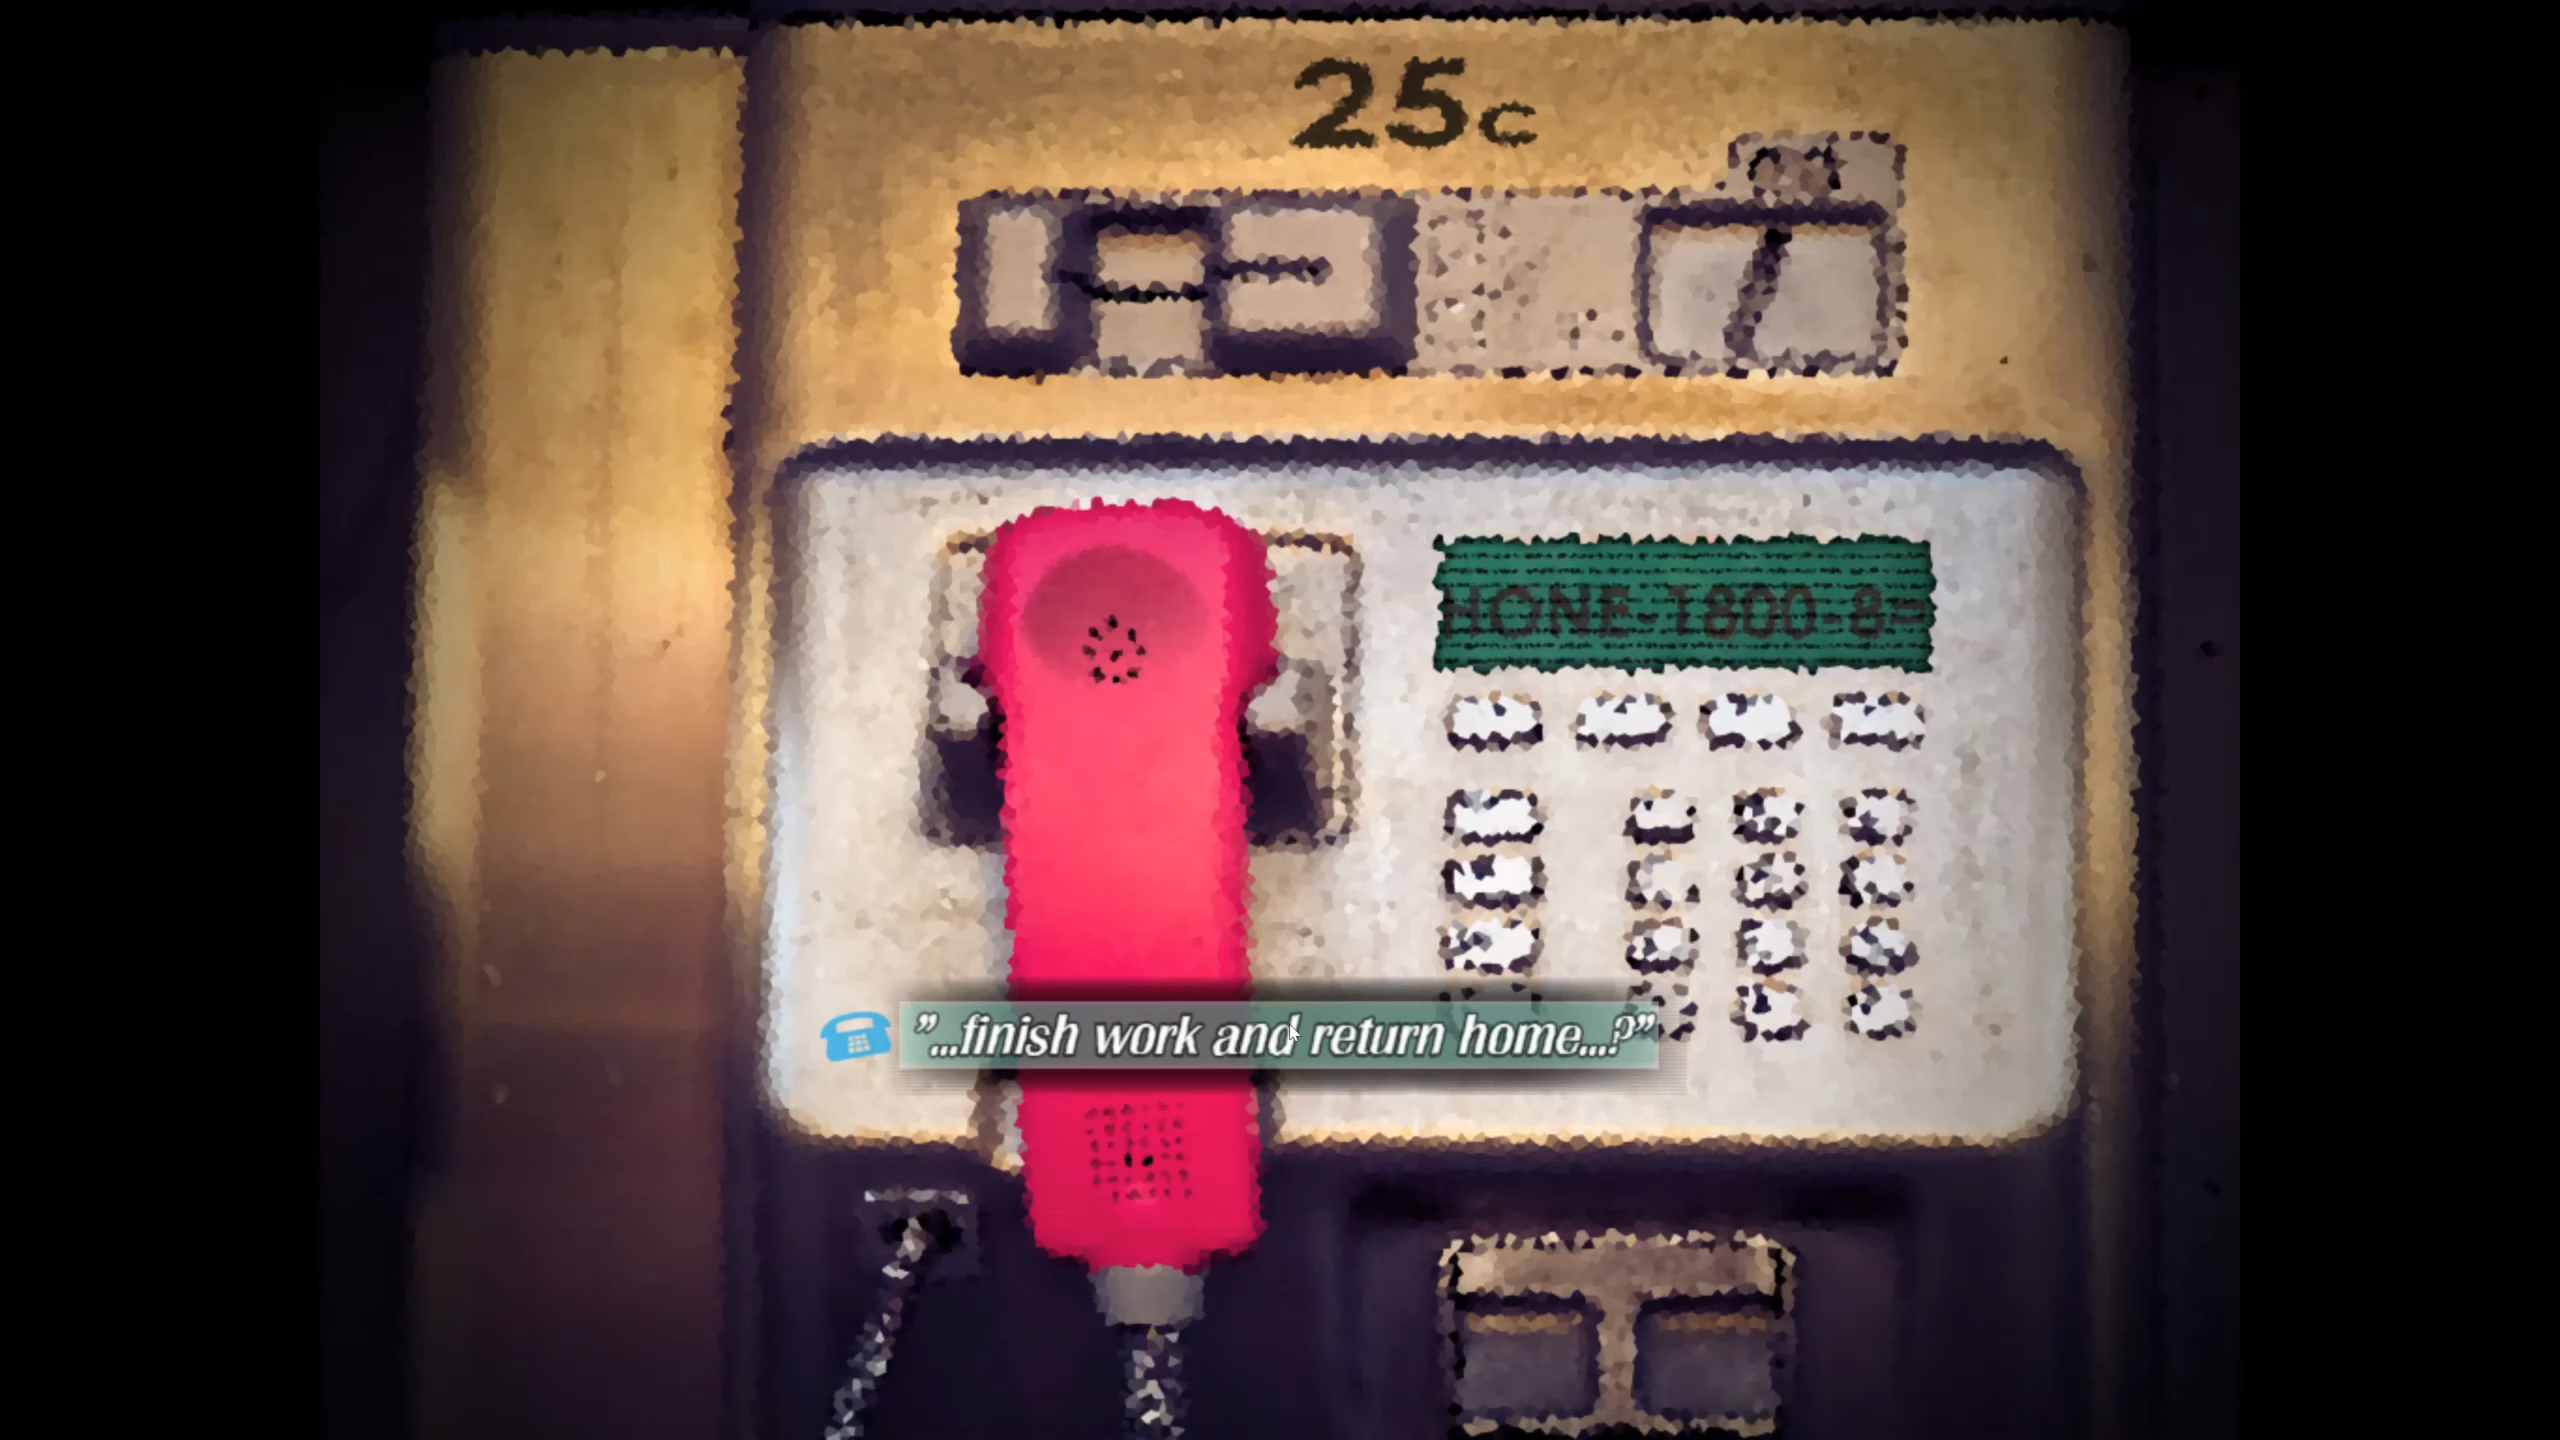 25c
HONE-1800-8=
”...finish work and return home...?”